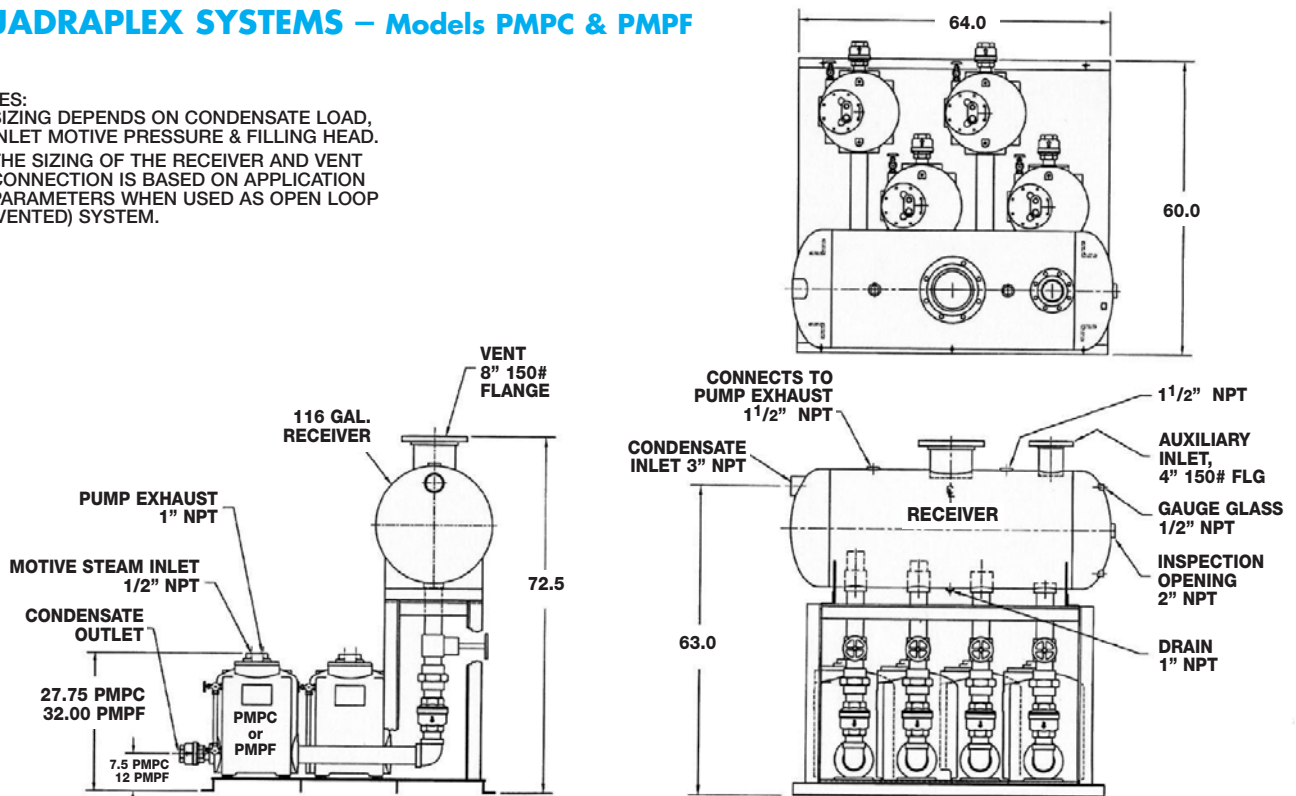 UADRAPLEX SYSTEMS – Models PMPC & PMPF
ES:
SIZING DEPENDS ON CONDENSATE LOAD,
NLET MOTIVE PRESSURE & FILLING HEAD.
THE SIZING OF THE RECEIVER AND VENT
CONNECTION IS BASED ON APPLICATION
PARAMETERS WHEN USED AS OPEN LOOP
VENTED) SYSTEM.
64.0
60.0
VENT
8” 150#
FLANGE
116 GAL.
RECEIVER
PUMP EXHAUST
1” NPT
MOTIVE STEAM INLET
1/2” NPT
CONDENSATE
OUTLET
27.75 PMPC
32.00 PMPF
7.5 PMPC
12 PMPF
PMPC
or
PMPF
72.5
CONNECTS TO
PUMP EXHAUST
1 1/2” NPT
CONDENSATE
INLET 3” NPT
63.0
RECEIVER
1 1/2” NPT
AUXILIARY
INLET,
4” 150# FLG
GAUGE GLASS
1/2” NPT
INSPECTION
OPENING
2” NPT
DRAIN
1” NPT